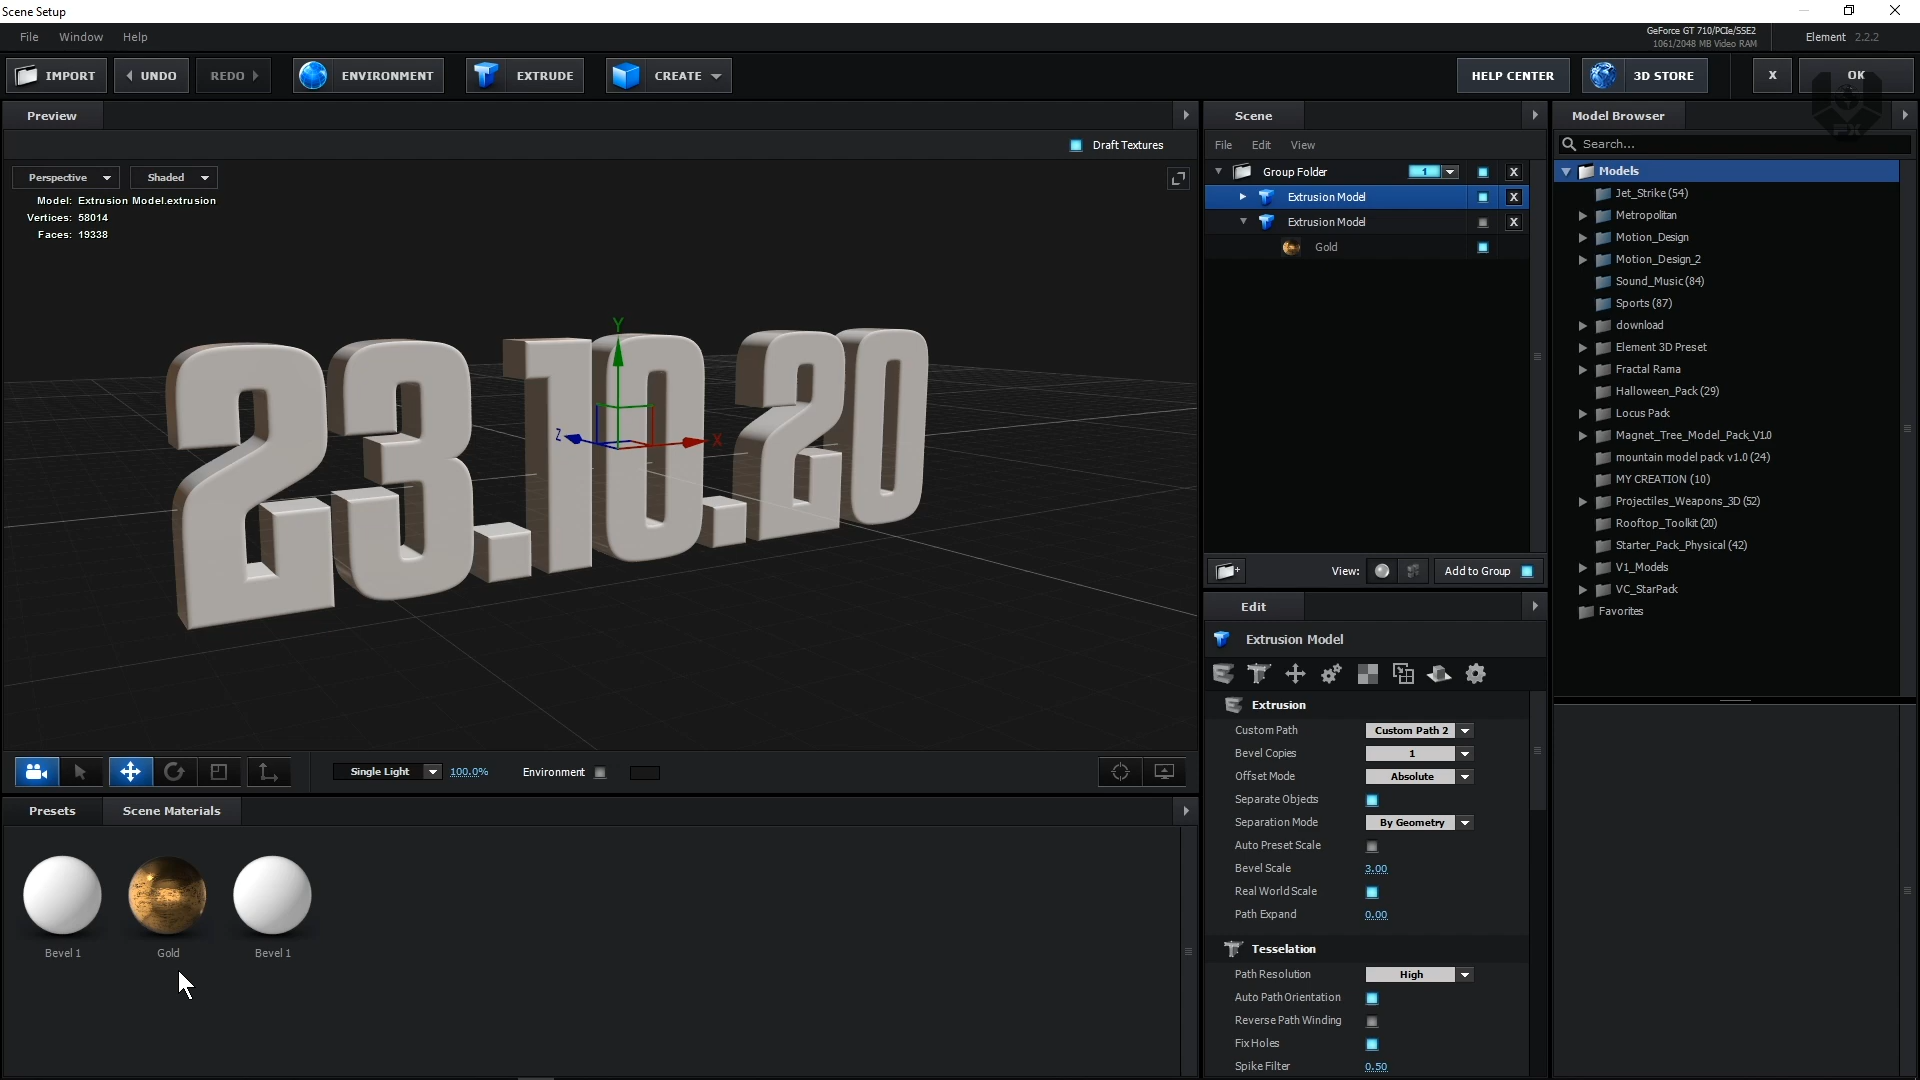 Scene Setup
File Window Help
GeForce GT 710/PCIe/SSE2
1061/2048 MB Video RAM
Element 2.2.2
IMPORT UNDO REDO ENVIRONMENT EXTRUDE CREATE HELP CENTER 3D STORE X OK
Preview
Draft Textures
Perspective Shaded
Model: Extrusion Model.extrusion
Vertices: 58014
Faces: 19338
23.10.20
Y
Z
X
Single Light 100.0% Environment
Presets Scene Materials
Bevel 1 Gold Bevel 1
Scene
File Edit View
Group Folder 1 X
Extrusion Model X
Extrusion Model X
Gold
View: Add to Group
Edit
Extrusion Model
Extrusion
Custom Path Custom Path 2
Bevel Copies 1
Offset Mode Absolute
Separate Objects
Separation Mode By Geometry
Auto Preset Scale
Bevel Scale 3.00
Real World Scale
Path Expand 0.00
Tesselation
Path Resolution High
Auto Path Orientation
Reverse Path Winding
Fix Holes
Spike Filter 0.50
Model Browser
FX
Search...
Models
Jet_Strike (54)
Metropolitan
Motion_Design
Motion_Design_2
Sound_Music (84)
Sports (87)
download
Element 3D Preset
Fractal Rama
Halloween_Pack (29)
Locus Pack
Magnet_Tree_Model_Pack_V1.0
mountain model pack v1.0 (24)
MY CREATION (10)
Projectiles_Weapons_3D (52)
Rooftop_Toolkit (20)
Starter_Pack_Physical (42)
V1_Models
VC_StarPack
Favorites